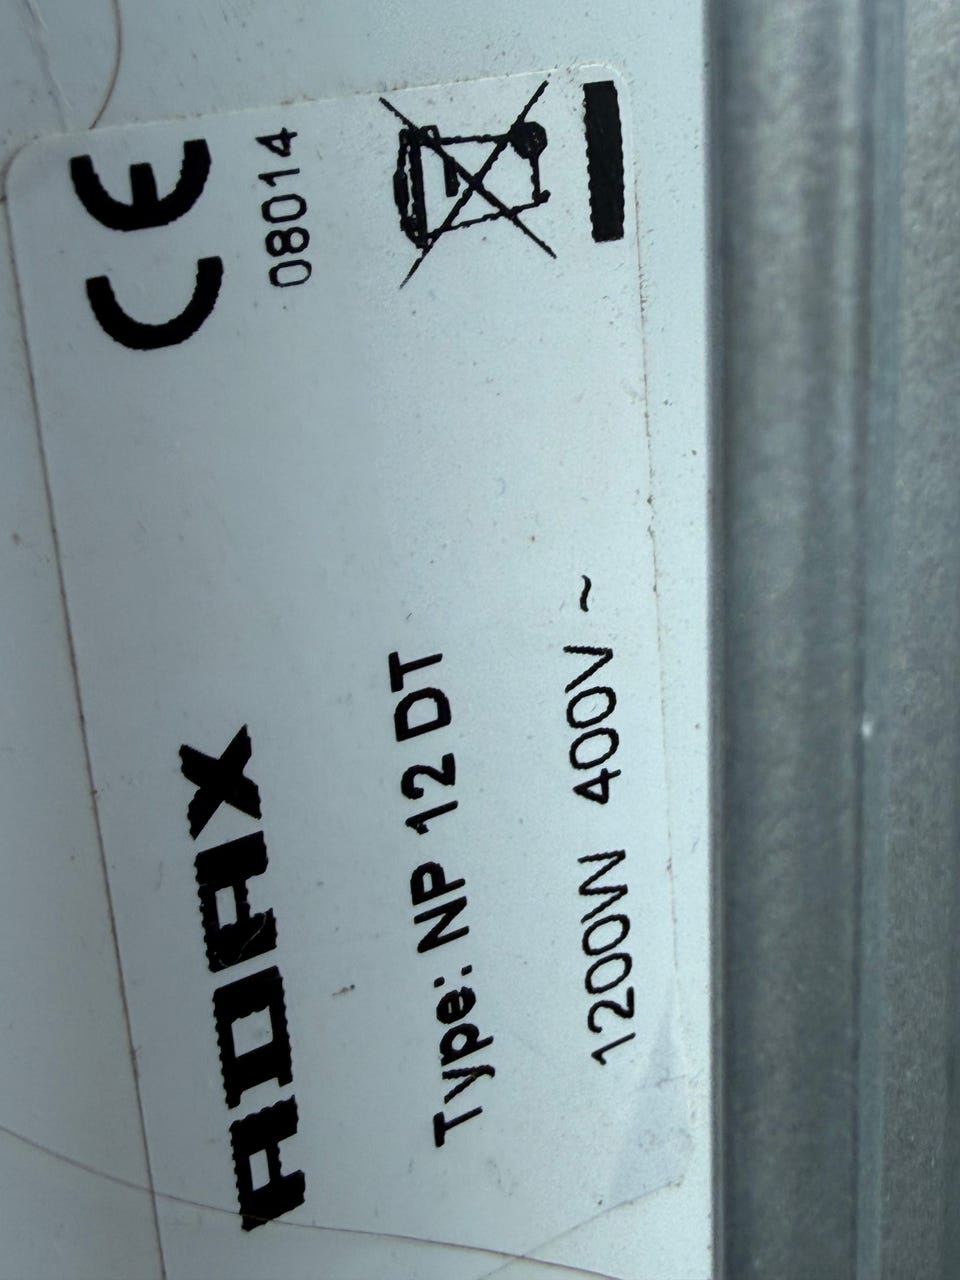 ADAX
CE
08014
Type: NP 12 DT
1200W 400V ~